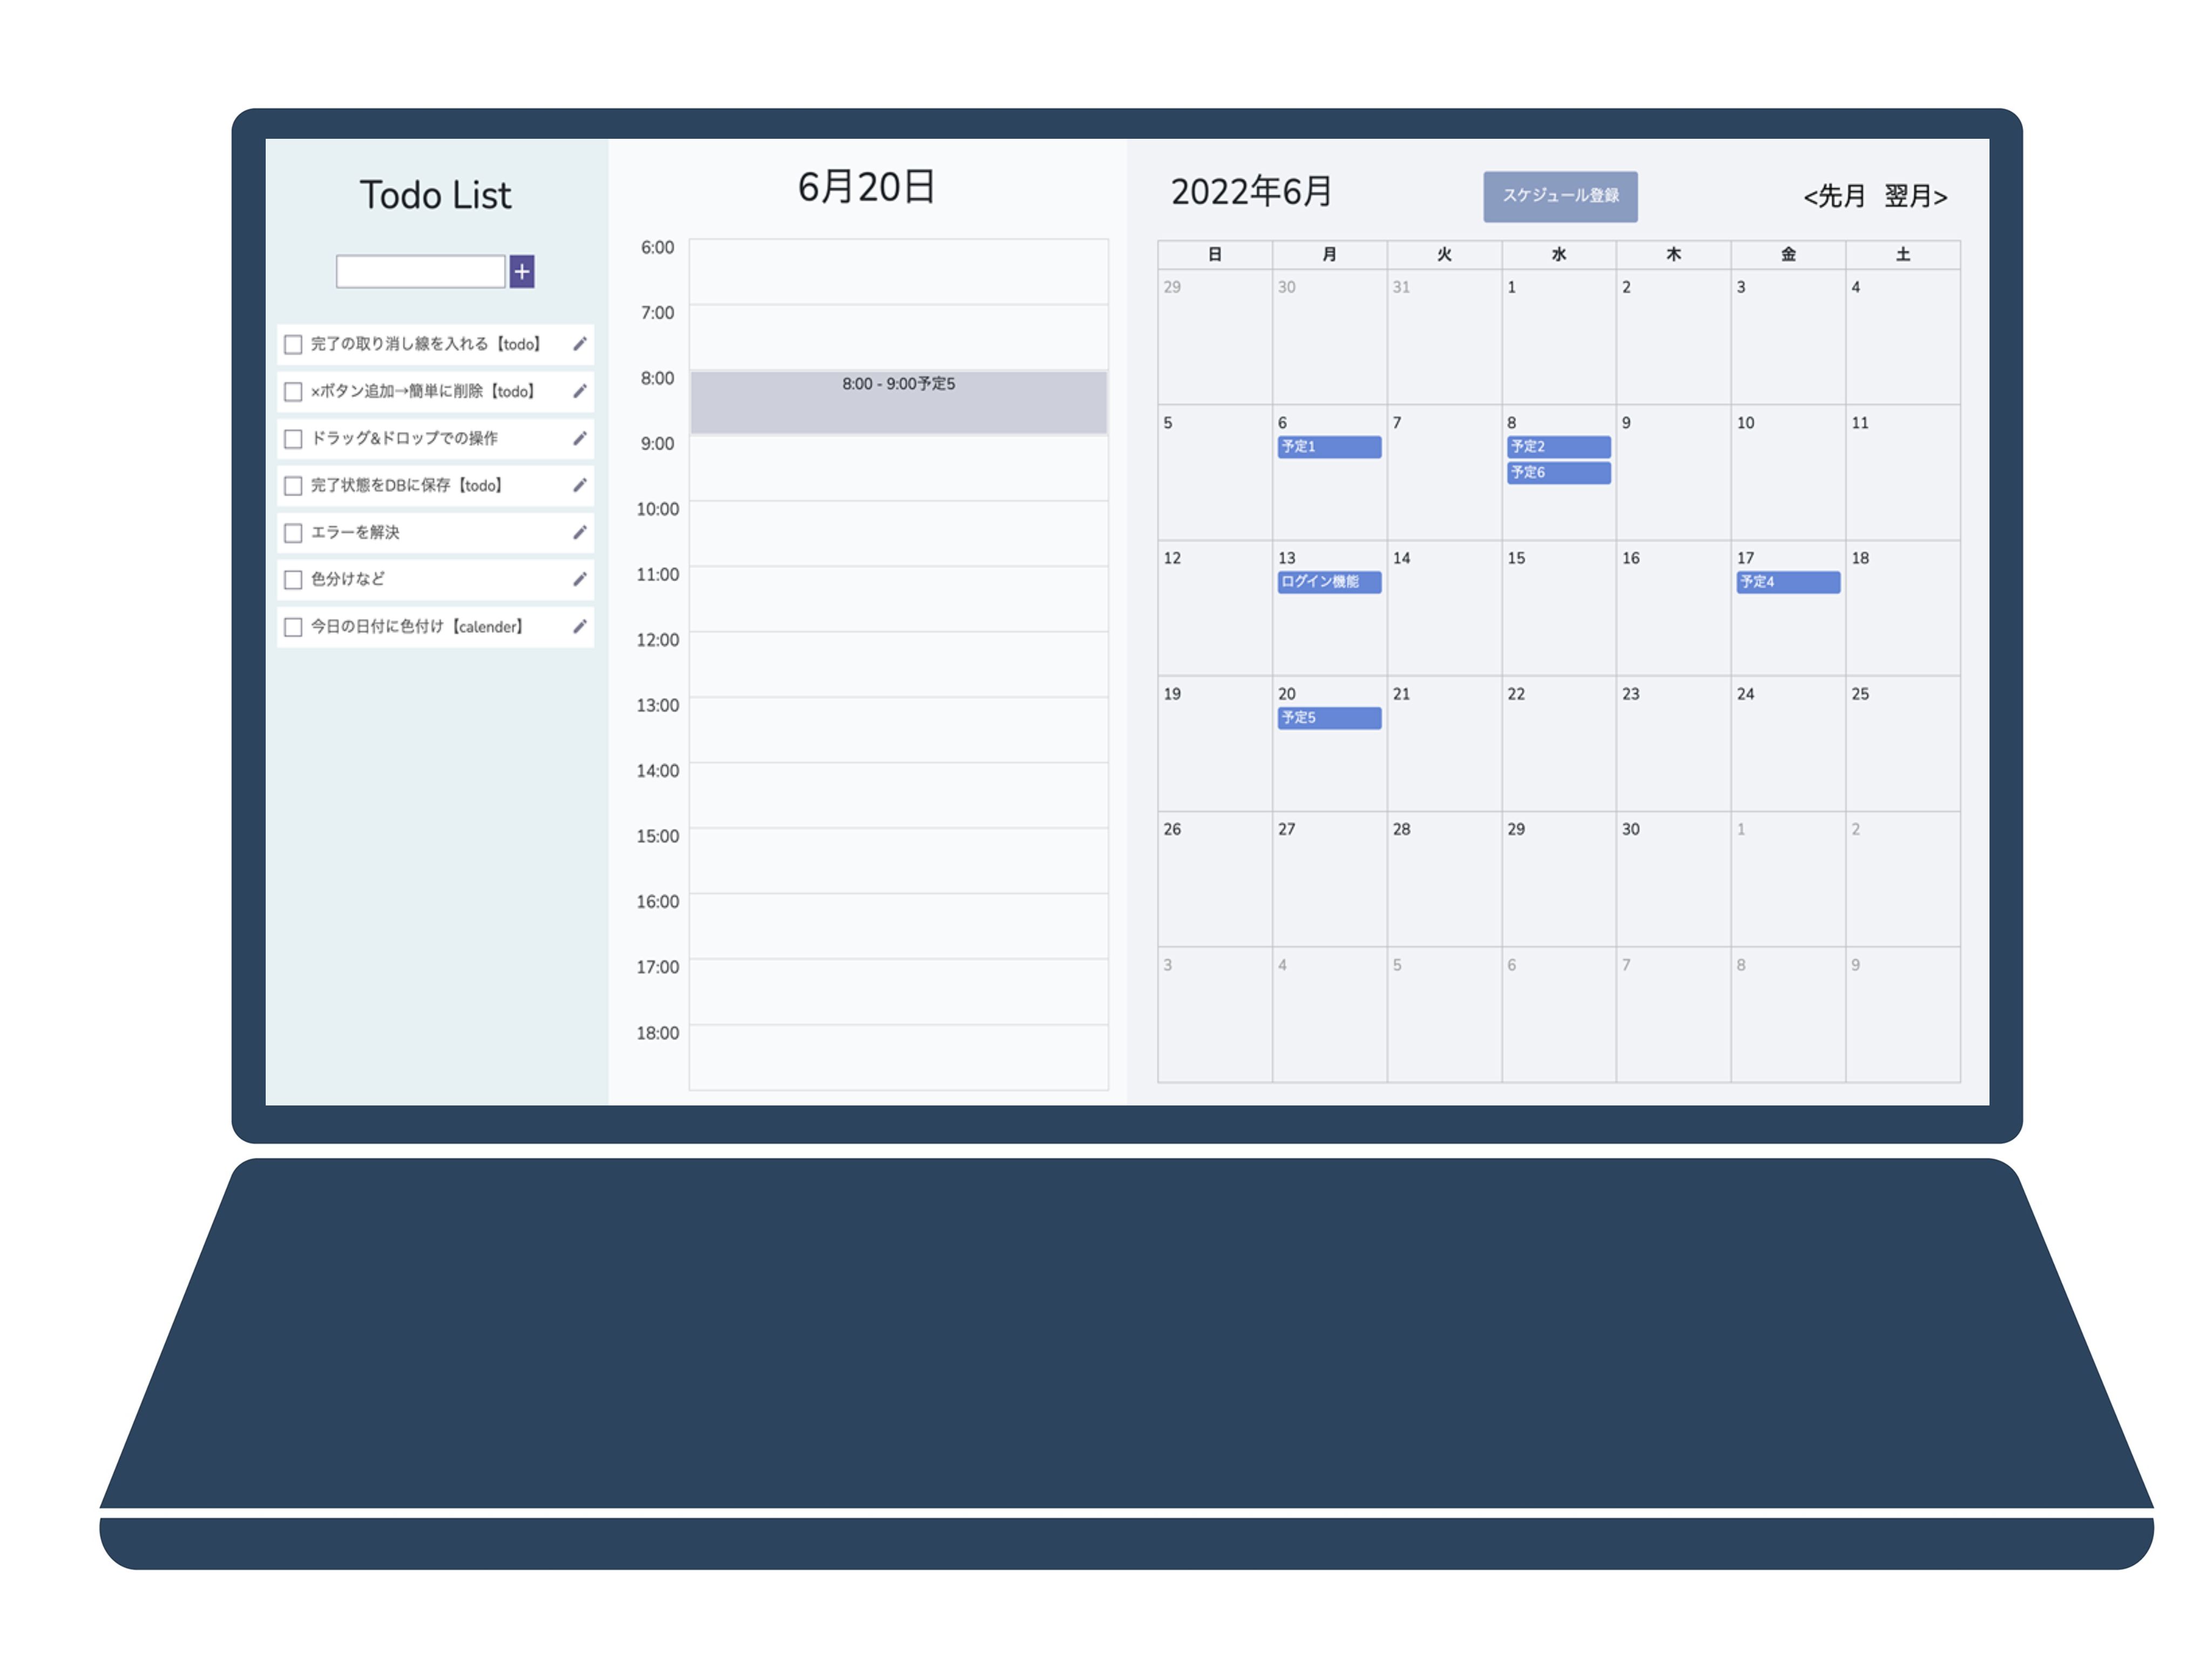 Todo List
+
完了の取り消し線を入れる【todo】
×ボタン追加→簡単に削除【todo】
ドラッグ&ドロップでの操作
完了状態をDBに保存【todo】
エラーを解決
色分けなど
今日の日付に色付け【calender】
6月20日
6:00
7:00
8:00
8:00 - 9:00予定5
9:00
10:00
11:00
12:00
13:00
14:00
15:00
16:00
17:00
18:00
2022年6月
スケジュール登録
<先月 翌月>
日 月 火 水 木 金 土
29 30 31 1 2 3 4
5 6 7 8 9 10 11
予定1 予定2
予定6
12 13 14 15 16 17 18
ログイン機能 予定4
19 20 21 22 23 24 25
予定5
26 27 28 29 30 1 2
3 4 5 6 7 8 9